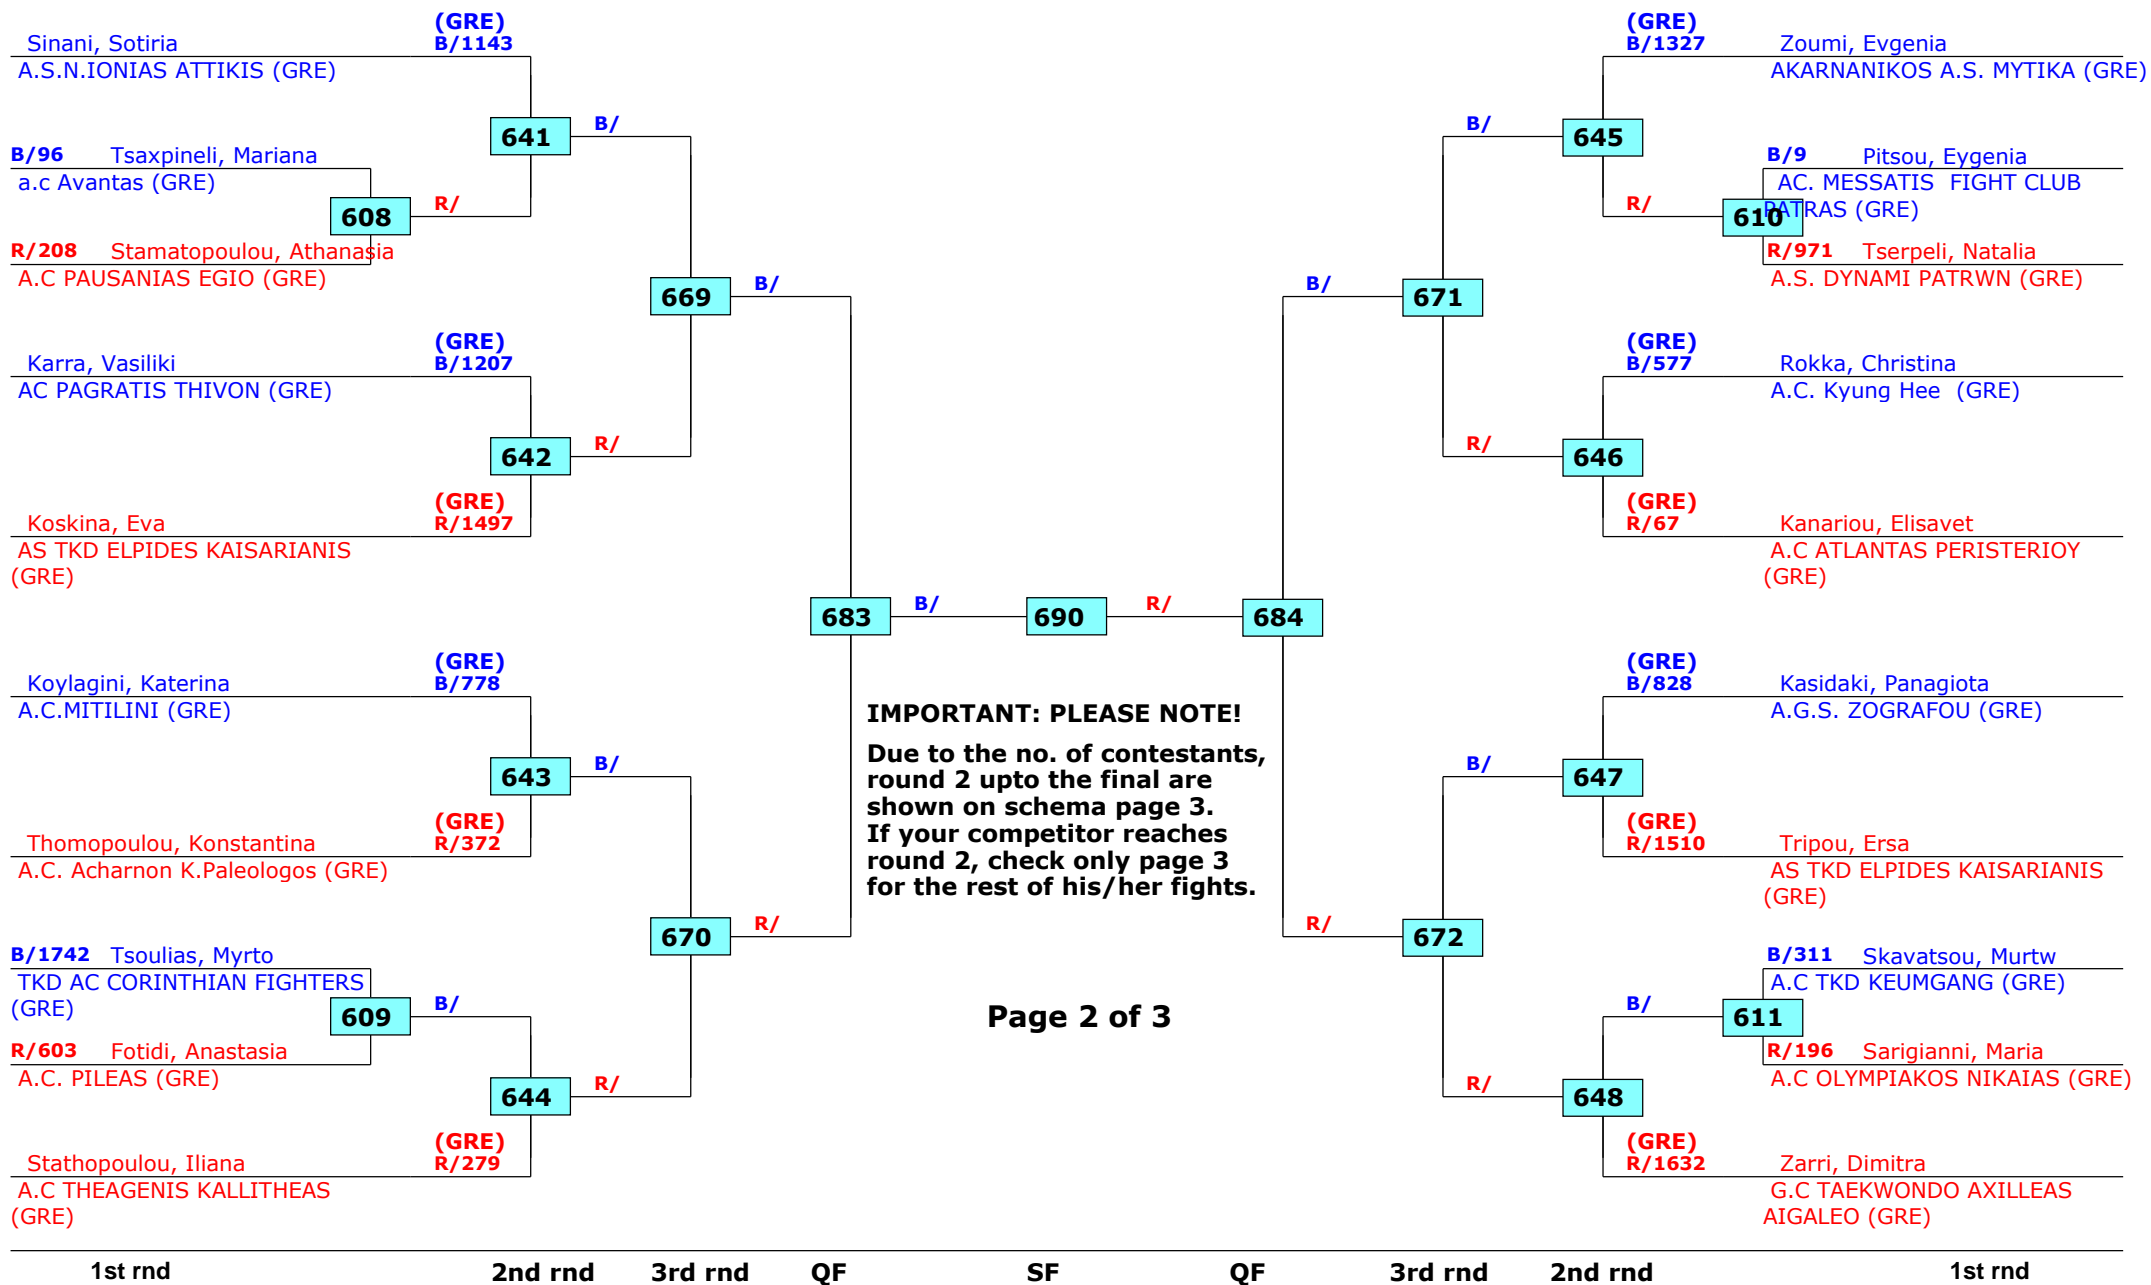 (GRE)
Sinani, Sotiria B/1143
A.S.N.IONIAS ATTIKIS (GRE)
641 B/
B/96 Tsaxpineli, Mariana
a.c Avantas (GRE)
608 R/
R/208 Stamatopoulou, Athanasia
A.C PAUSANIAS EGIO (GRE)
669 B/
(GRE)
Karra, Vasiliki B/1207
AC PAGRATIS THIVON (GRE)
642 R/
(GRE)
Koskina, Eva R/1497
AS TKD ELPIDES KAISARIANIS
(GRE)
683 B/ 690 R/ 684
(GRE)
Koylagini, Katerina B/778
A.C.MITILINI (GRE)
643 B/
(GRE)
Thomopoulou, Konstantina R/372
A.C. Acharnon K.Paleologos (GRE)
670 R/
B/1742 Tsoulias, Myrto
TKD AC CORINTHIAN FIGHTERS
(GRE)
609 B/
R/603 Fotidi, Anastasia
A.C. PILEAS (GRE)
644 R/
(GRE)
Stathopoulou, Iliana R/279
A.C THEAGENIS KALLITHEAS
(GRE)
IMPORTANT: PLEASE NOTE!
Due to the no. of contestants,
round 2 upto the final are
shown on schema page 3.
If your competitor reaches
round 2, check only page 3
for the rest of his/her fights.
Page 2 of 3
(GRE)
B/1327 Zoumi, Evgenia
AKARNANIKOS A.S. MYTIKA (GRE)
B/ 645
B/9 Pitsou, Eygenia
AC. MESSATIS FIGHT CLUB
PATRAS (GRE)
R/ 610
R/971 Tserpeli, Natalia
A.S. DYNAMI PATRWN (GRE)
B/ 671
(GRE)
B/577 Rokka, Christina
A.C. Kyung Hee (GRE)
R/ 646
(GRE)
R/67 Kanariou, Elisavet
A.C ATLANTAS PERISTERIOY
(GRE)
(GRE)
B/828 Kasidaki, Panagiota
A.G.S. ZOGRAFOU (GRE)
B/ 647
(GRE)
R/1510 Tripou, Ersa
AS TKD ELPIDES KAISARIANIS
(GRE)
R/ 672
B/311 Skavatsou, Murtw
A.C TKD KEUMGANG (GRE)
B/ 611
R/196 Sarigianni, Maria
A.C OLYMPIAKOS NIKAIAS (GRE)
R/ 648
(GRE)
R/1632 Zarri, Dimitra
G.C TAEKWONDO AXILLEAS
AIGALEO (GRE)
1st rnd 2nd rnd 3rd rnd QF SF QF 3rd rnd 2nd rnd 1st rnd